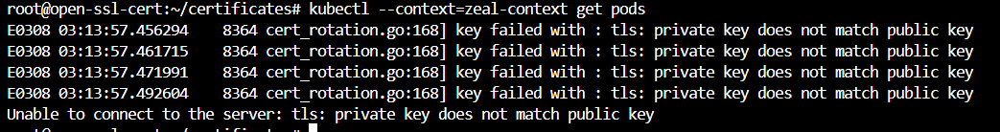 root@open-ssl-cert:~/certificates# kubectl --context=zeal-context get pods
E0308 03:13:57.456294    8364 cert_rotation.go:168] key failed with : tls: private key does not match public key
E0308 03:13:57.461715    8364 cert_rotation.go:168] key failed with : tls: private key does not match public key
E0308 03:13:57.471991    8364 cert_rotation.go:168] key failed with : tls: private key does not match public key
E0308 03:13:57.492604    8364 cert_rotation.go:168] key failed with : tls: private key does not match public key
Unable to connect to the server: tls: private key does not match public key
root@open-ssl-cert:~/certificates#